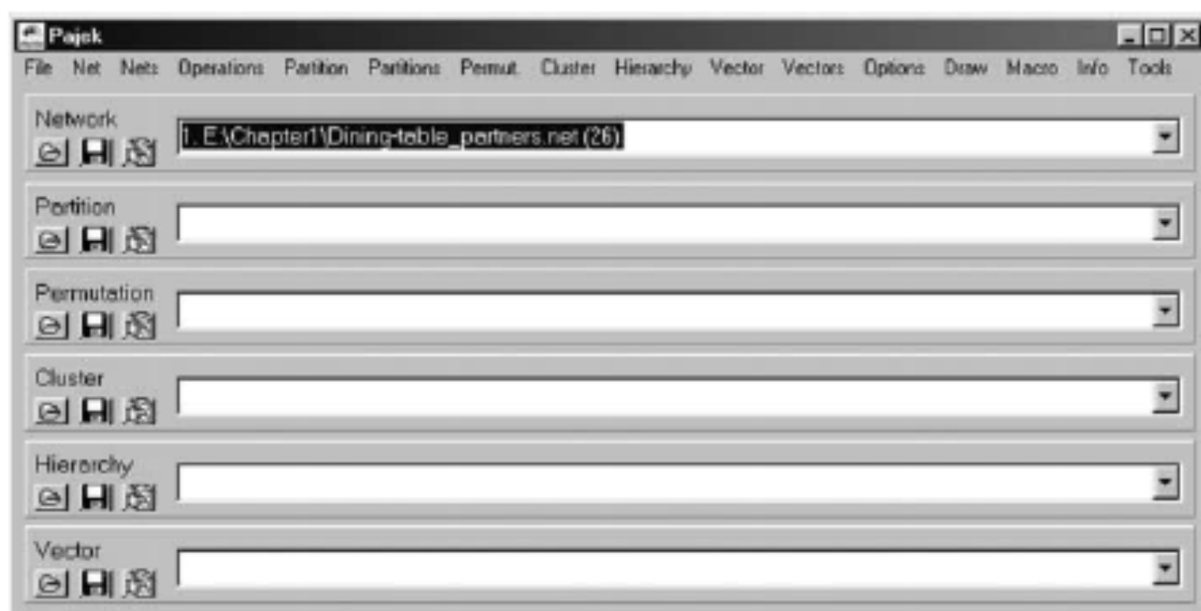 Pajek
File Net Nets Operations Partition Partitions Permut. Cluster Hierarchy Vector Vectors Options Draw Macro Info Tools
Network
1. E:\Chapter1\Dining-table_partners.net (26)
Partition
Permutation
Cluster
Hierarchy
Vector